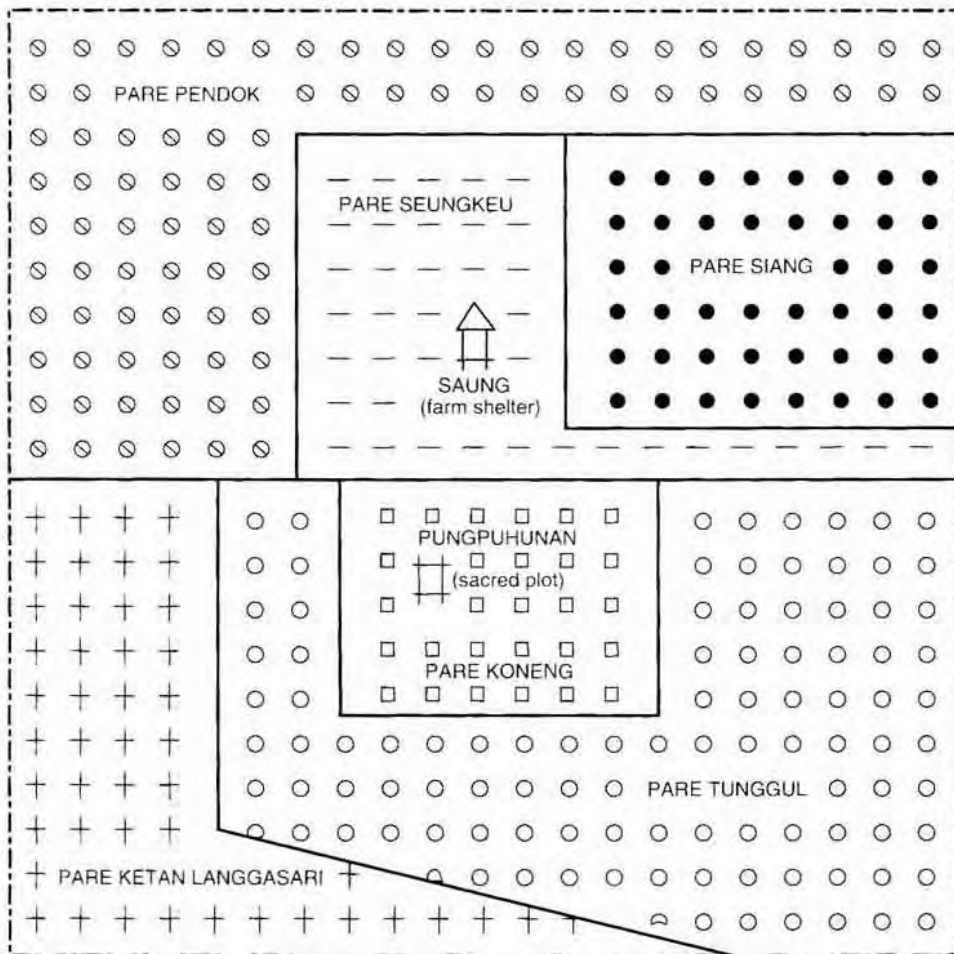 PARE PENDOK
PARE SEUNGKEU
PARE SIANG
SAUNG
(farm shelter)
PUNGPUHUNAN
(sacred plot)
PARE KONENG
PARE TUNGGUL
PARE KETAN LANGGASARI